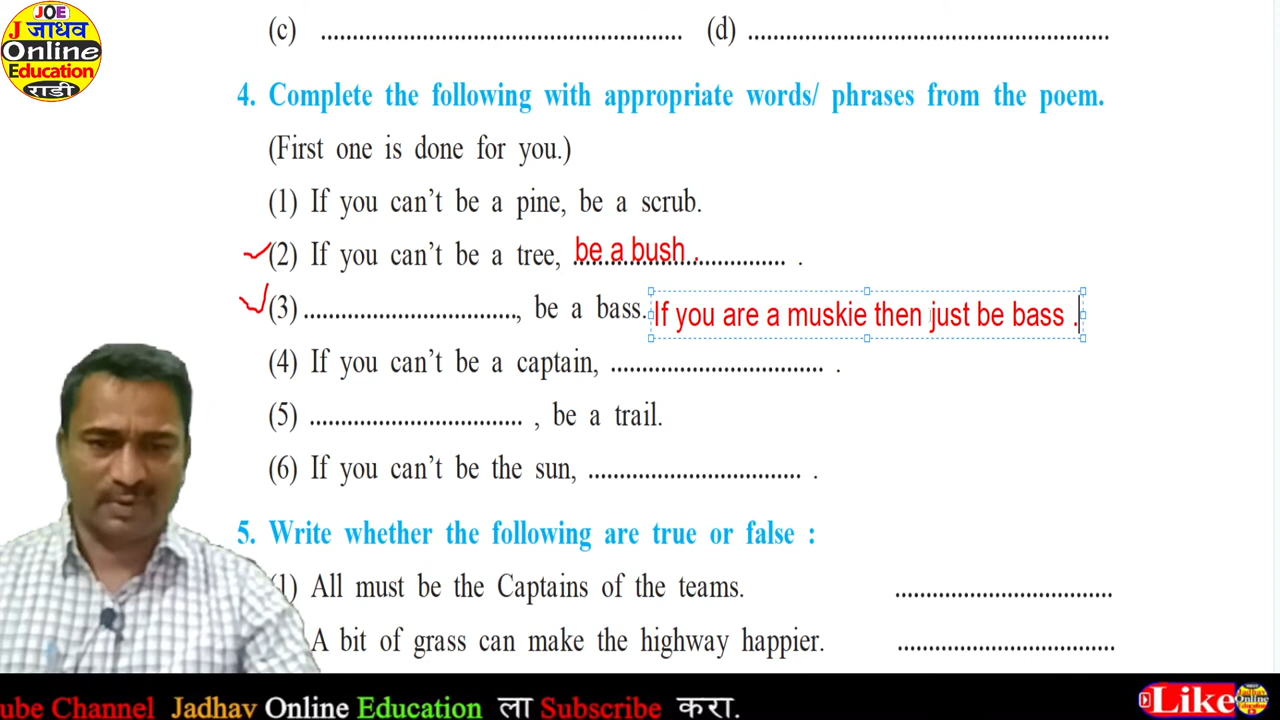 JOE
J जाधव
Online
Education
राडी
(c) ........................................................ (d) ........................................................
4. Complete the following with appropriate words/ phrases from the poem.
(First one is done for you.)
(1) If you can't be a pine, be a scrub.
(2) If you can't be a tree, be a bush . .................................. .
(3) .................................., be a bass. If you are a muskie then just be bass .
(4) If you can't be a captain, .................................. .
(5) .................................. , be a trail.
(6) If you can't be the sun, .................................. .
5. Write whether the following are true or false :
(1) All must be the Captains of the teams. ..................................
A bit of grass can make the highway happier. ..................................
ube Channel Jadhav Online Education ला Subscribe करा.
Like